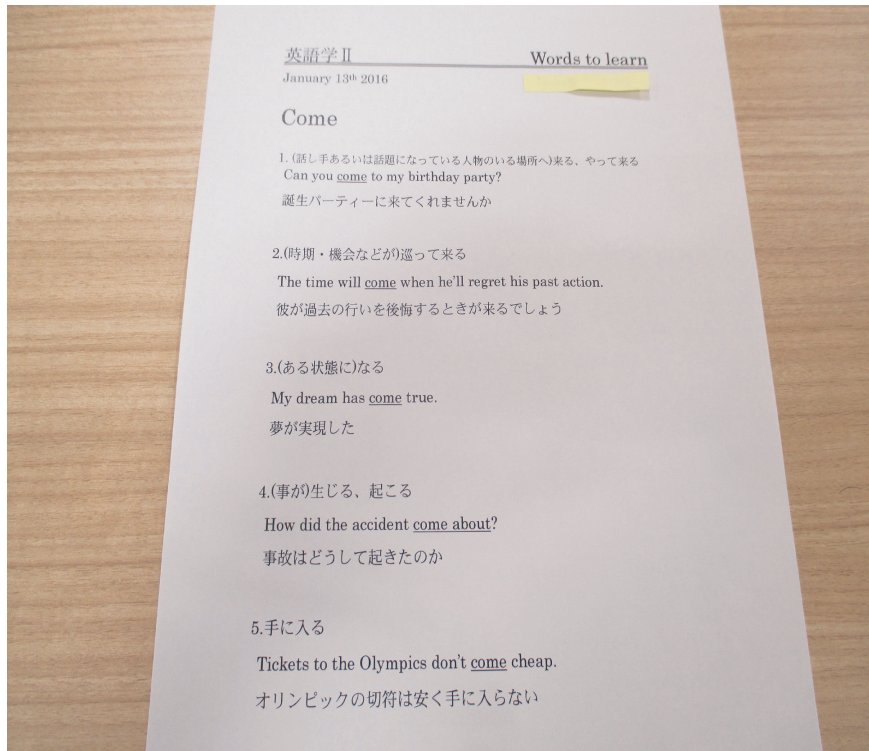 英語学Ⅱ
Words to learn
January 13th 2016
Come
1. (話し手あるいは話題になっている人物のいる場所へ)来る、やって来る
Can you come to my birthday party?
誕生パーティーに来てくれませんか
2.(時期・機会などが)巡って来る
The time will come when he'll regret his past action.
彼が過去の行いを後悔するときが来るでしょう
3.(ある状態に)なる
My dream has come true.
夢が実現した
4.(事が)生じる、起こる
How did the accident come about?
事故はどうして起きたのか
5.手に入る
Tickets to the Olympics don't come cheap.
オリンピックの切符は安く手に入らない